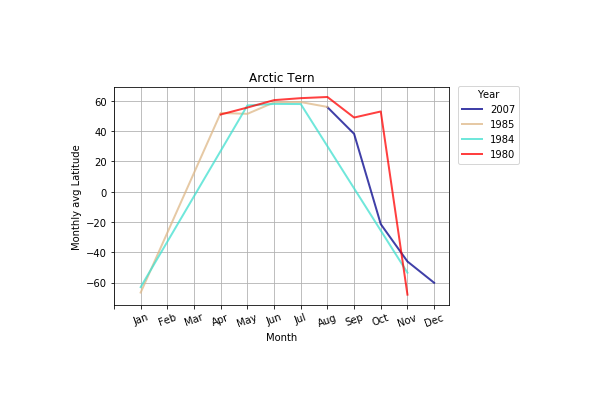 Arctic Tern
Year
2007
1985
1984
1980
Monthly avg Latitude
60
40
20
0
−20
−40
−60
Jan Feb Mar Apr May Jun Jul Aug Sep Oct Nov Dec
Month